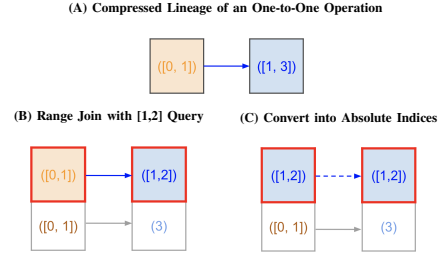 (A) Compressed Lineage of an One-to-One Operation
([0, 1]) ([1, 3])
(B) Range Join with [1,2] Query
(C) Convert into Absolute Indices
([0,1]) ([1,2])
([0, 1]) (3)
([1,2]) ([1,2])
([0, 1]) (3)